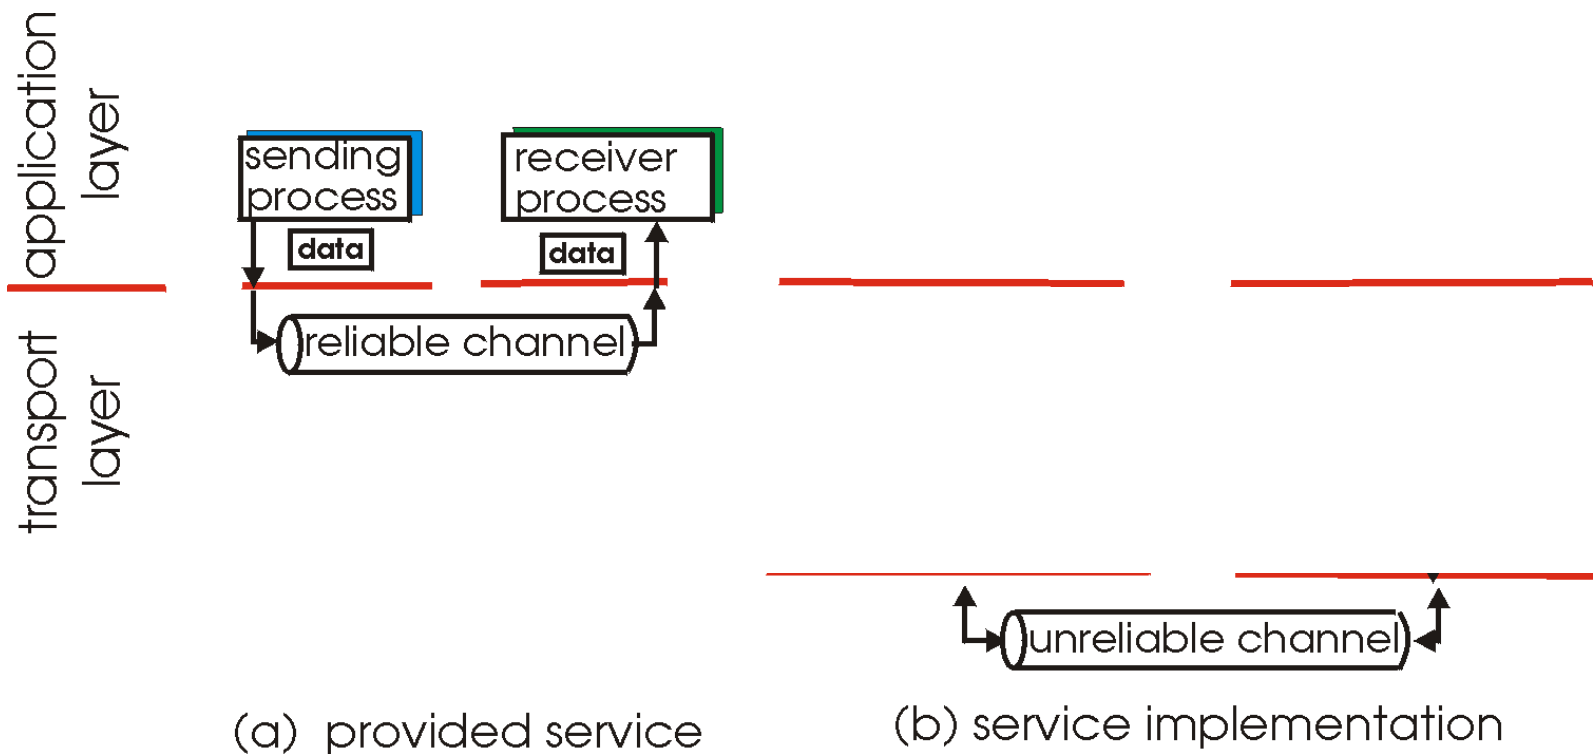 application
layer
transport
layer
sending
process
data
receiver
process
data
reliable channel
(a) provided service
unreliable channel
(b) service implementation